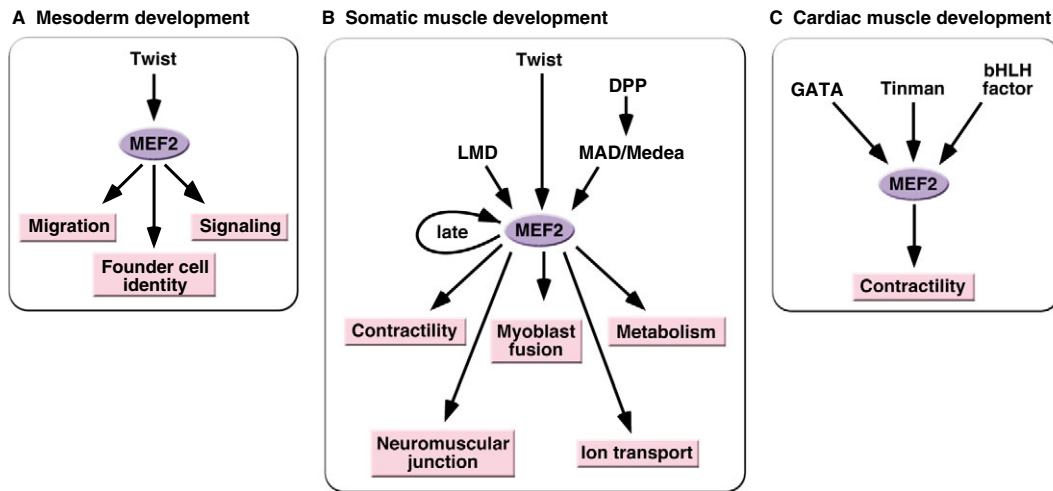 A Mesoderm development
Twist
MEF2
Migration
Signaling
Founder cell
identity
B Somatic muscle development
Twist
DPP
LMD
MAD/Medea
late
MEF2
Contractility
Myoblast
fusion
Metabolism
Neuromuscular
junction
Ion transport
C Cardiac muscle development
GATA
Tinman
bHLH
factor
MEF2
Contractility